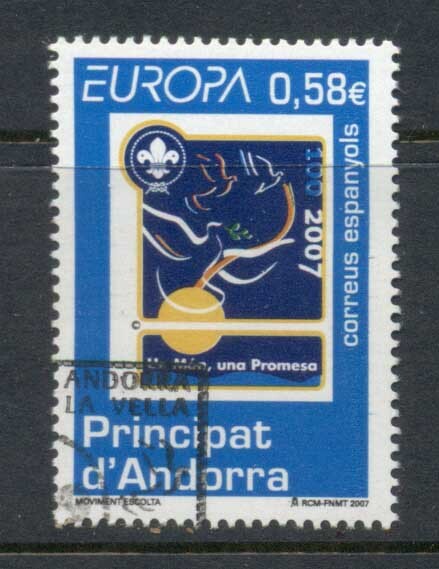 EUROPA 0,58€
100 2007
correus espanyols
©
Un Món, una Promesa
ANDORRA
LA VELLA
Principat
d'Andorra
MOVIMENT ESCOLTA
RCM-FNMT 2007